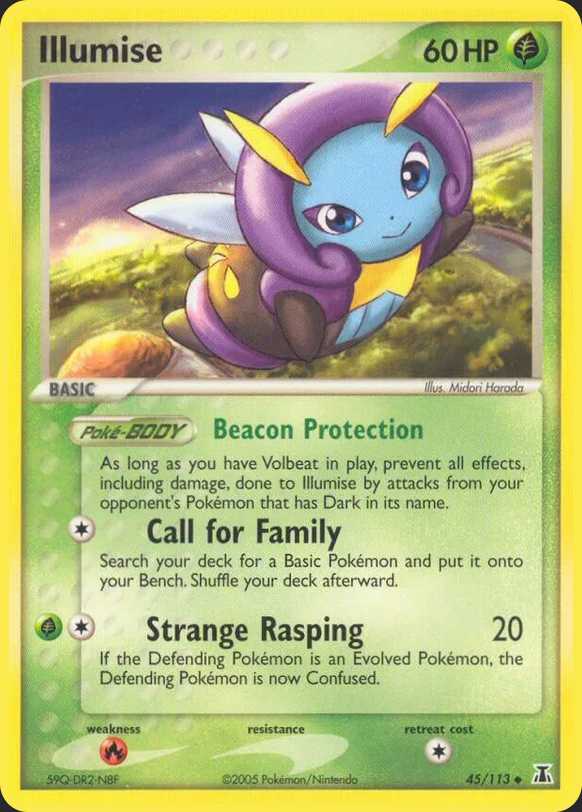 Illumise
60 HP
BASIC
Illus. Midori Harada
Poké-BODY Beacon Protection
As long as you have Volbeat in play, prevent all effects,
including damage, done to Illumise by attacks from your
opponent's Pokémon that has Dark in its name.
Call for Family
Search your deck for a Basic Pokémon and put it onto
your Bench. Shuffle your deck afterward.
Strange Rasping 20
If the Defending Pokémon is an Evolved Pokémon, the
Defending Pokémon is now Confused.
weakness resistance retreat cost
59Q-DR2-N8F ©2005 Pokémon/Nintendo 45/113